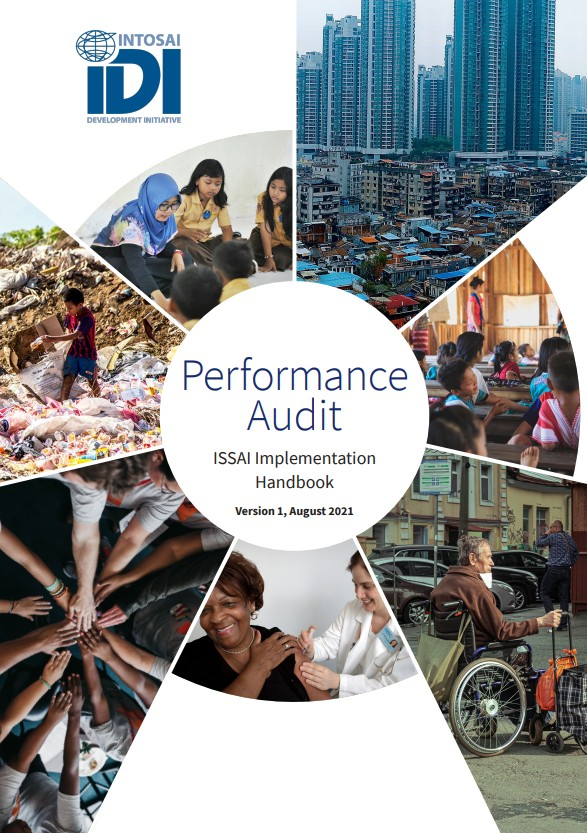 INTOSAI
IDI
DEVELOPMENT INITIATIVE
Performance
Audit
ISSAI Implementation
Handbook
Version 1, August 2021